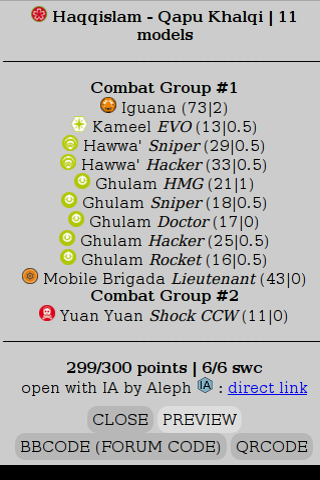 Haqqislam - Qapu Khalqi | 11
models
Combat Group #1
Iguana (73|2)
Kameel EVO (13|0.5)
Hawwa' Sniper (29|0.5)
Hawwa' Hacker (33|0.5)
Ghulam HMG (21|1)
Ghulam Sniper (18|0.5)
Ghulam Doctor (17|0)
Ghulam Hacker (25|0.5)
Ghulam Rocket (16|0.5)
Mobile Brigada Lieutenant (43|0)
Combat Group #2
Yuan Yuan Shock CCW (11|0)
299/300 points | 6/6 swc
open with IA by Aleph IA : direct link
CLOSE PREVIEW
BBCODE (FORUM CODE) QRCODE